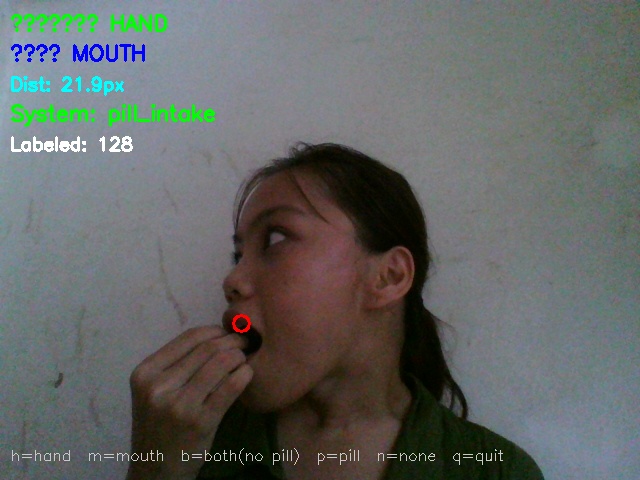 ??????? HAND
???? MOUTH
Dist: 21.9px
System: pill_intake
Labeled: 128
h=hand m=mouth b=both(no pill) p=pill n=none q=quit